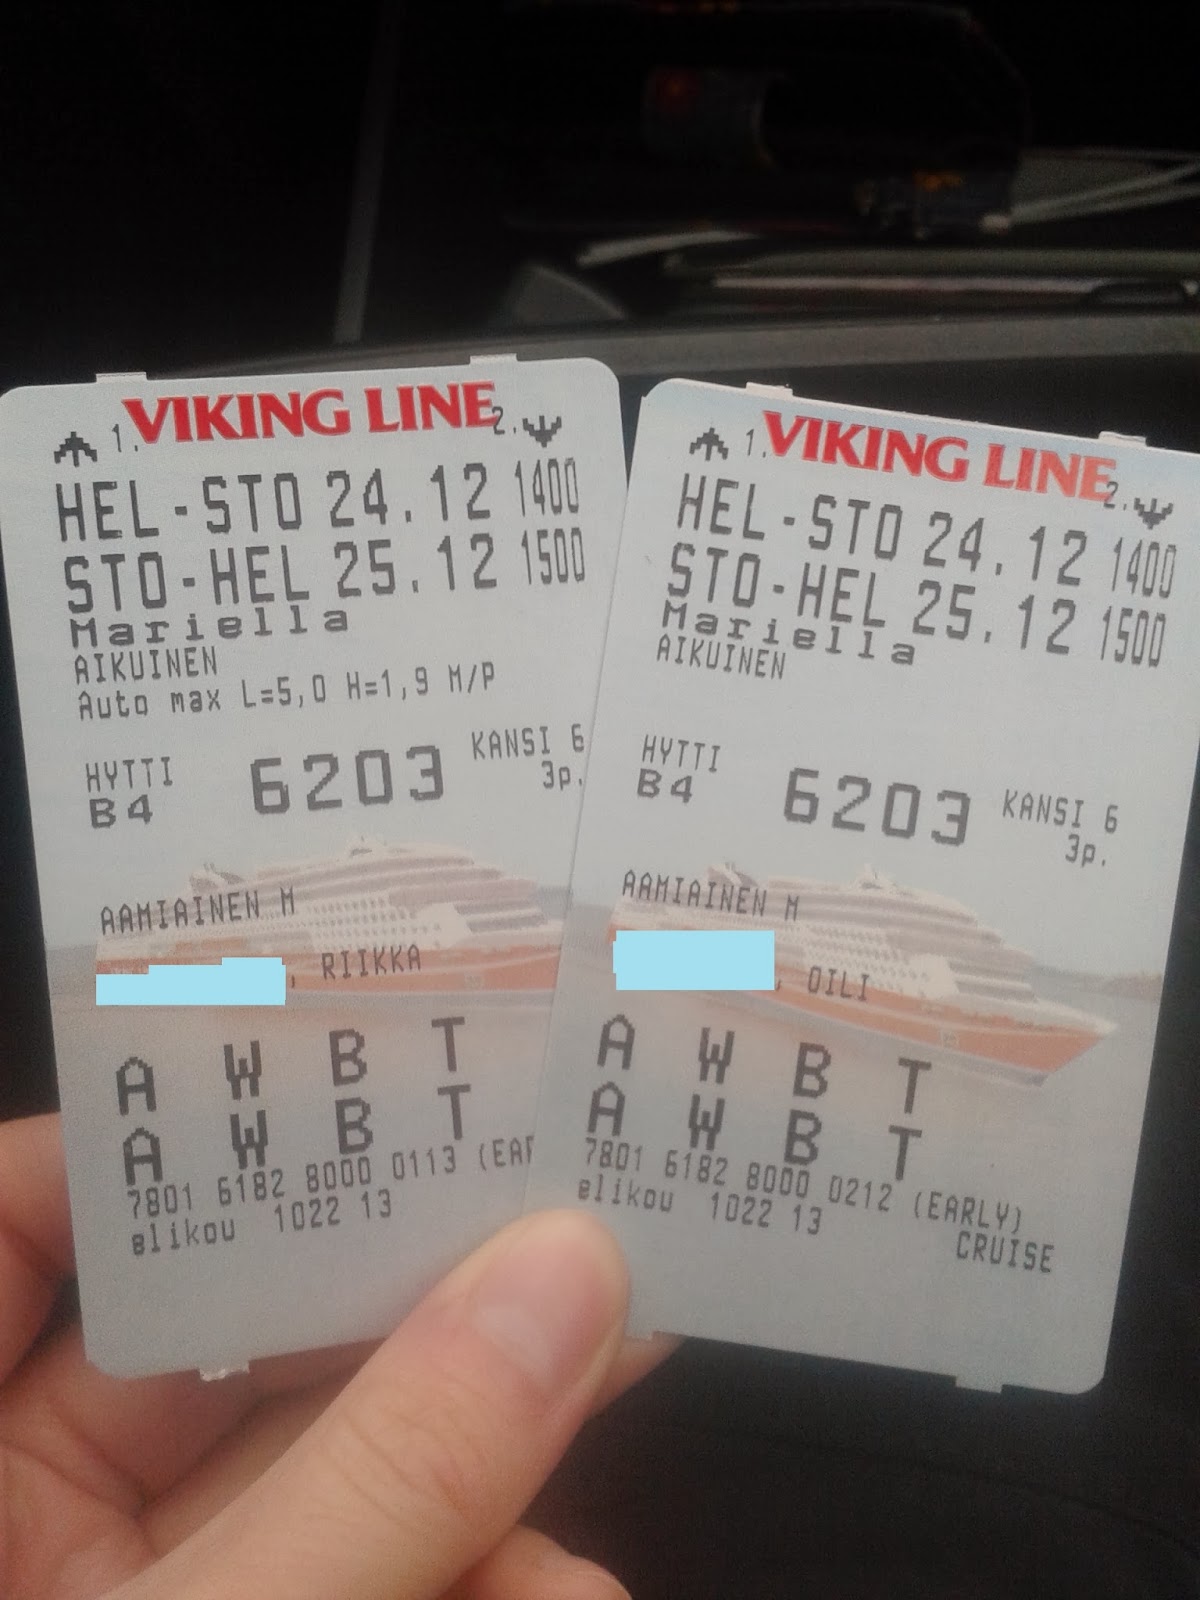 1. VIKING LINE 2.
HEL-STO 24.12 1400
STO-HEL 25.12 1500
Mariella
AIKUINEN
Auto max L=5,0 H=1,9 M/P
HYTTI 6203 KANSI 6
B4 3p.
AAMIAINEN M
, RIIKKA
A W B T
A W B T
7801 6182 8000 0113
elikou 1022 13
1. VIKING LINE 2.
HEL-STO 24.12 1400
STO-HEL 25.12 1500
Mariella
AIKUINEN
HYTTI 6203 KANSI 6
B4 3p.
AAMIAINEN M
, OILI
A W B T
A W B T
7801 6182 8000 0212 (EARLY)
elikou 1022 13
CRUISE